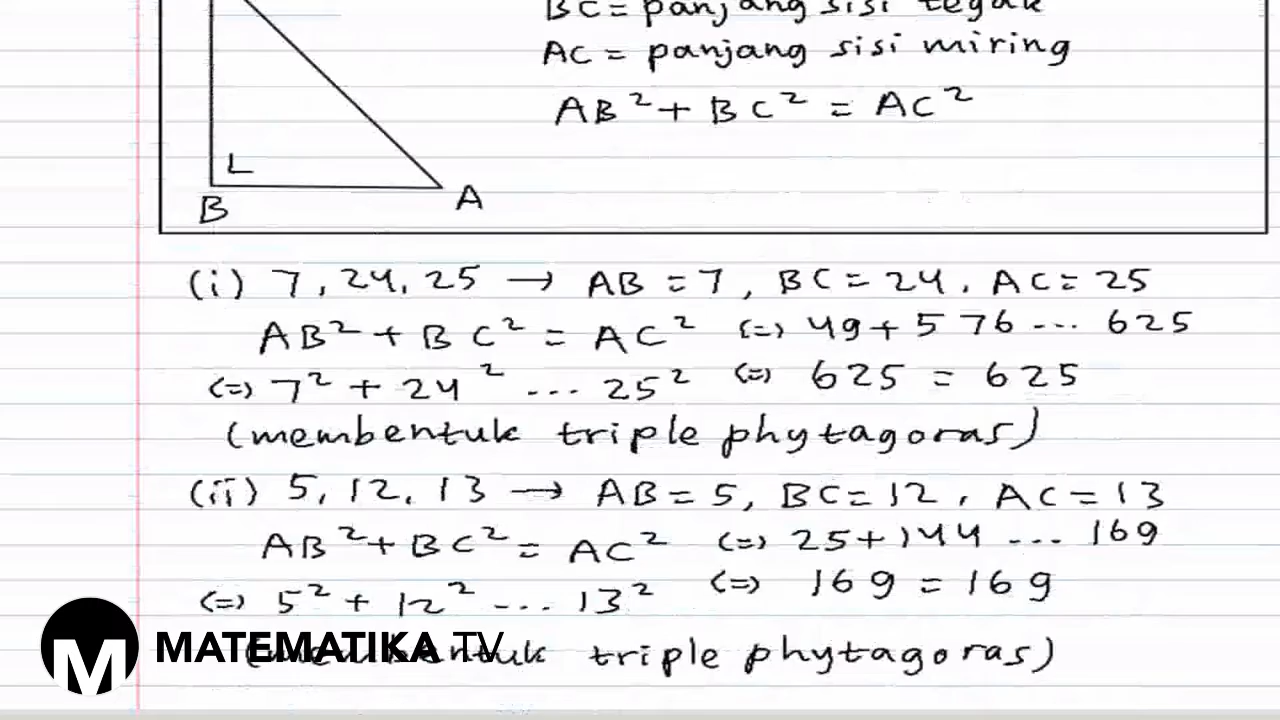 BC = panjang sisi tegak
AC = panjang sisi miring
AB² + BC² = AC²
B
A
(i) 7, 24, 25 → AB = 7, BC = 24, AC = 25
AB² + BC² = AC² (=) 49 + 576 ... 625
(=) 7² + 24² ... 25² (=) 625 = 625
(membentuk triple phytagoras)
(ii) 5, 12, 13 → AB = 5, BC = 12, AC = 13
AB² + BC² = AC² (=) 25 + 144 ... 169
(=) 5² + 12² ... 13² (=) 169 = 169
(membentuk triple phytagoras)
M MATEMATIKA TV